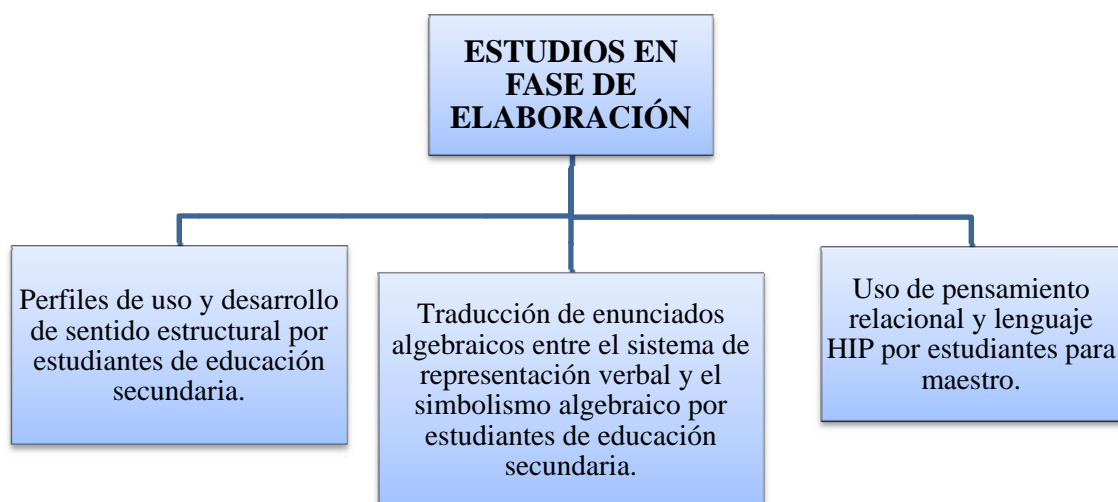 ESTUDIOS EN
FASE DE
ELABORACIÓN
Perfiles de uso y desarrollo
de sentido estructural por
estudiantes de educación
secundaria.
Traducción de enunciados
algebraicos entre el sistema de
representación verbal y el
simbolismo algebraico por
estudiantes de educación
secundaria.
Uso de pensamiento
relacional y lenguaje
HIP por estudiantes para
maestro.